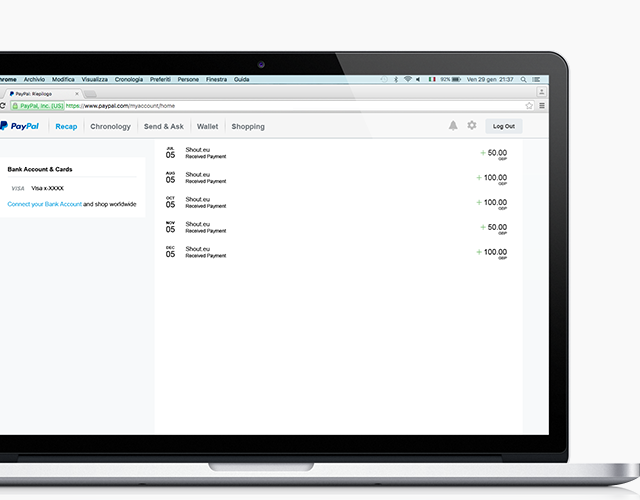 hrome Archivio Modifica Visualizza Cronologia Preferiti Persone Finestra Guida 92% Ven 29 gen 21:37
PayPal: Riepilogo
PayPal, Inc. [US] https://www.paypal.com/myaccount/home
PayPal Recap Chronology Send & Ask Wallet Shopping Log Out
Bank Account & Cards
VISA Visa x-XXXX
Connect your Bank Account and shop worldwide
JUL
05
Shout.eu
Received Payment
+ 50.00
GBP
AUG
05
Shout.eu
Received Payment
+ 100.00
GBP
OCT
05
Shout.eu
Received Payment
+ 100.00
GBP
NOV
05
Shout.eu
Received Payment
+ 50.00
GBP
DEC
05
Shout.eu
Received Payment
+ 100.00
GBP